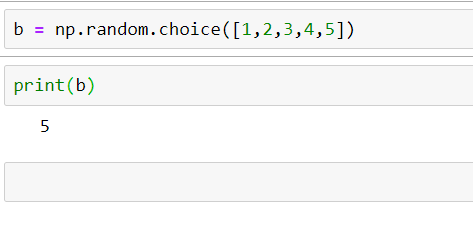 b = np.random.choice([1,2,3,4,5])
print(b)
5